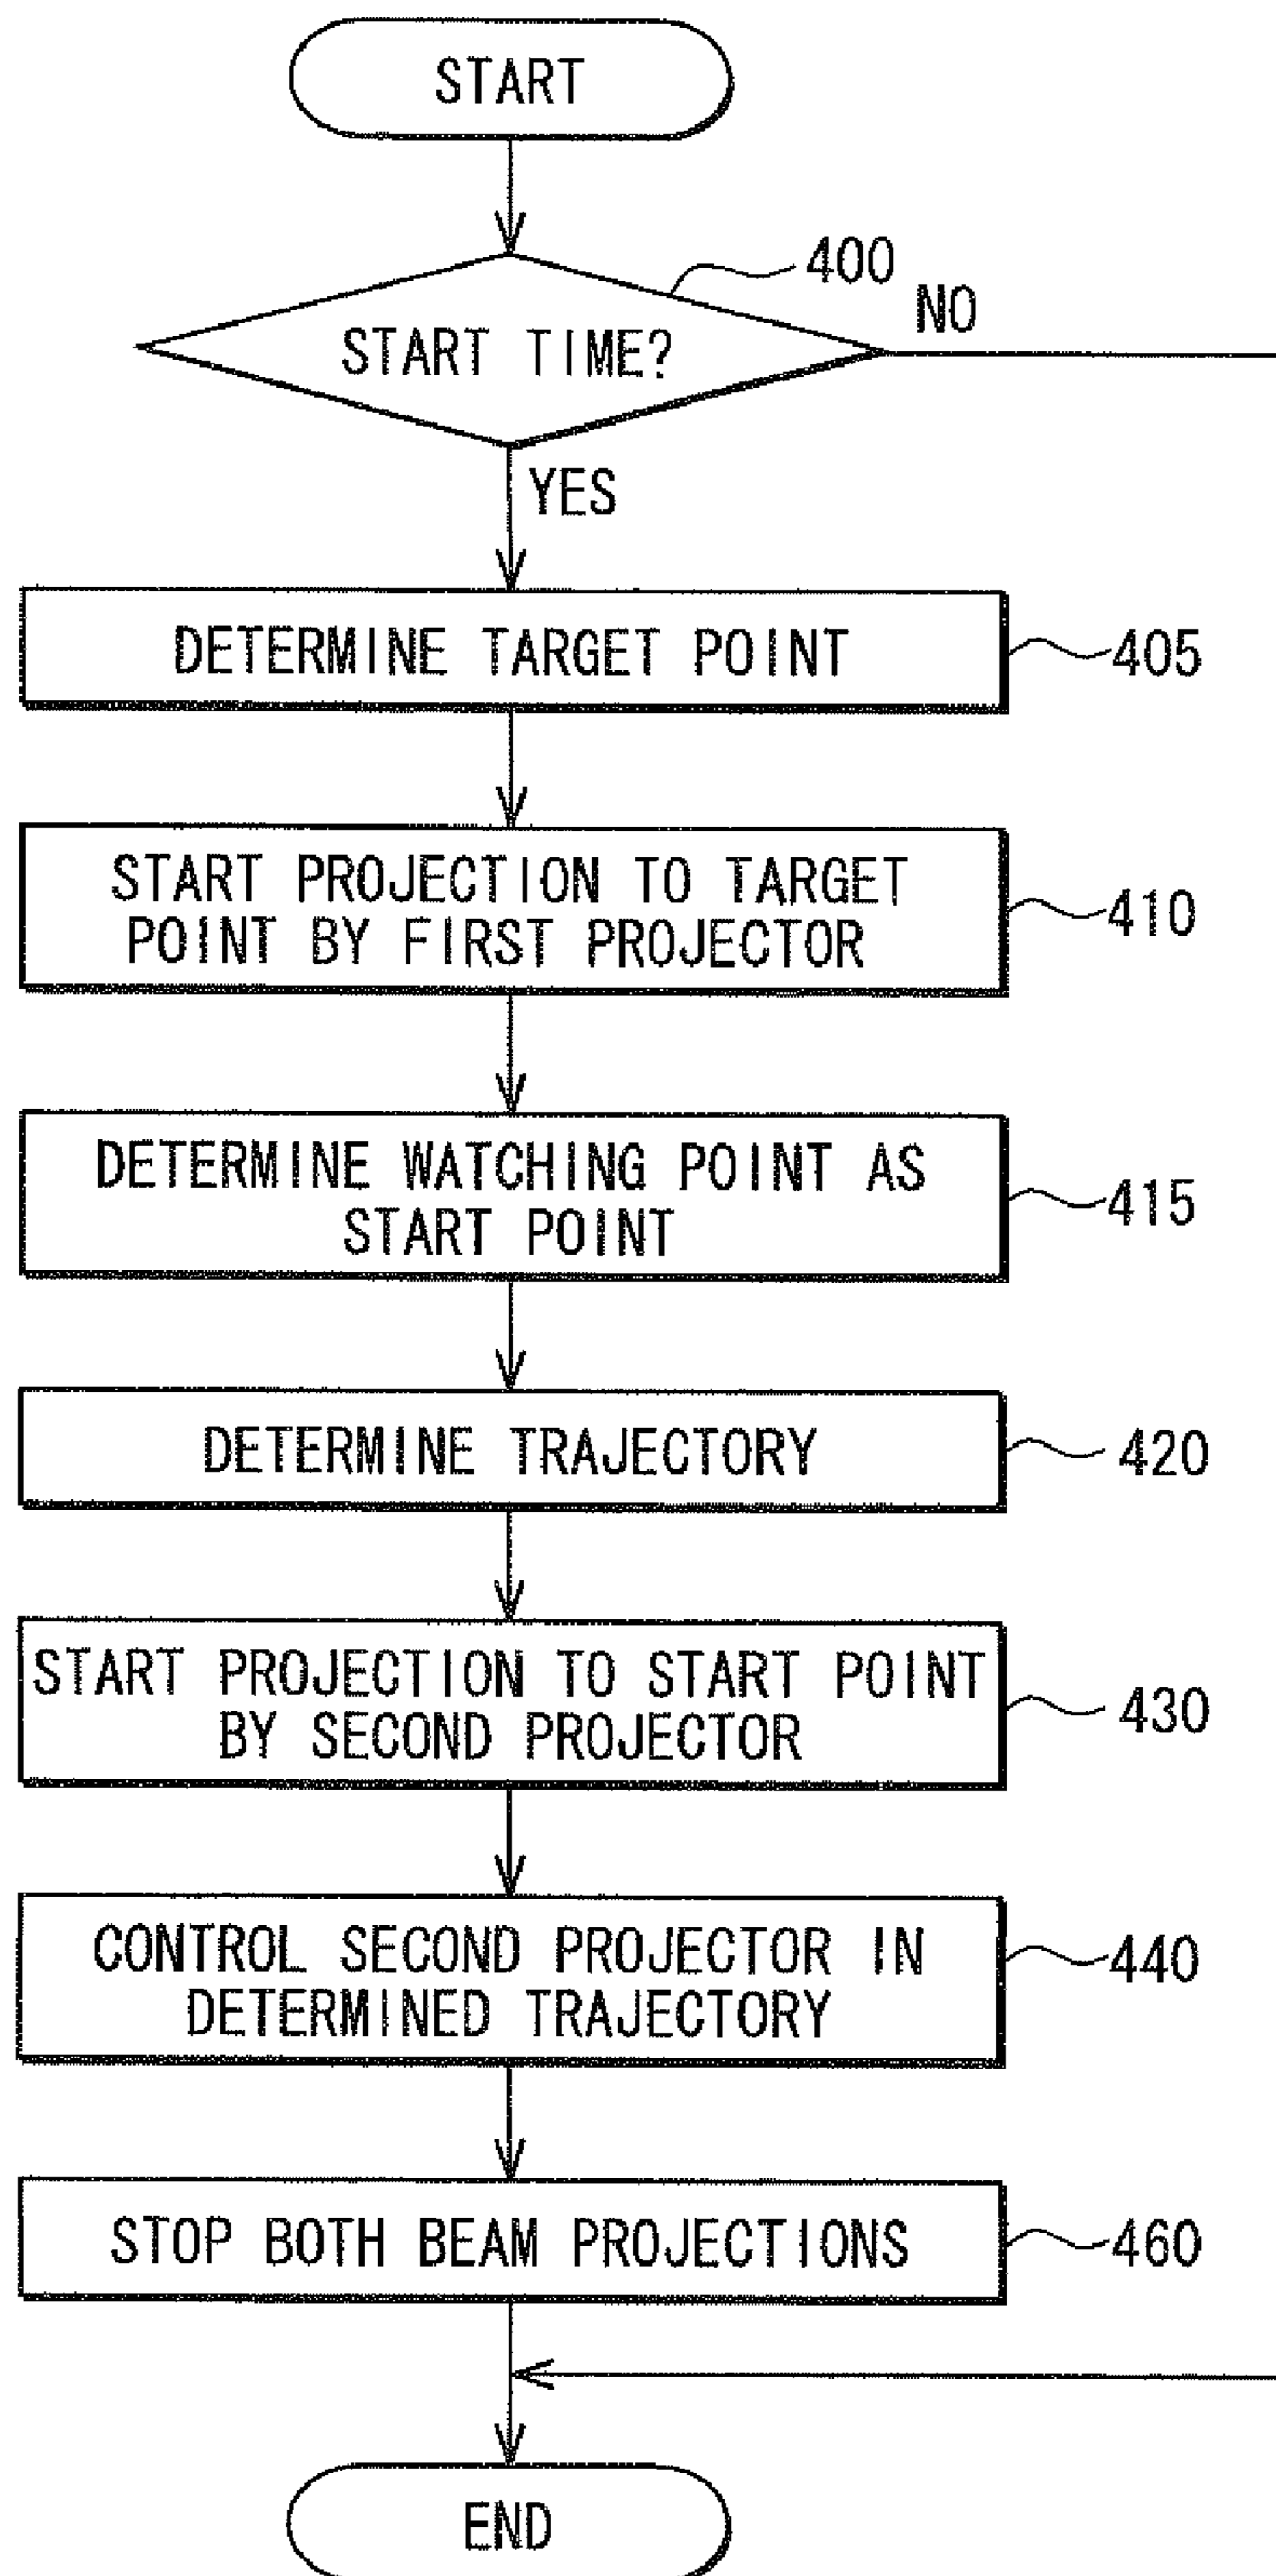 START
400
START TIME?
NO
YES
DETERMINE TARGET POINT
405
START PROJECTION TO TARGET
POINT BY FIRST PROJECTOR
410
DETERMINE WATCHING POINT AS
START POINT
415
DETERMINE TRAJECTORY
420
START PROJECTION TO START POINT
BY SECOND PROJECTOR
430
CONTROL SECOND PROJECTOR IN
DETERMINED TRAJECTORY
440
STOP BOTH BEAM PROJECTIONS
460
END